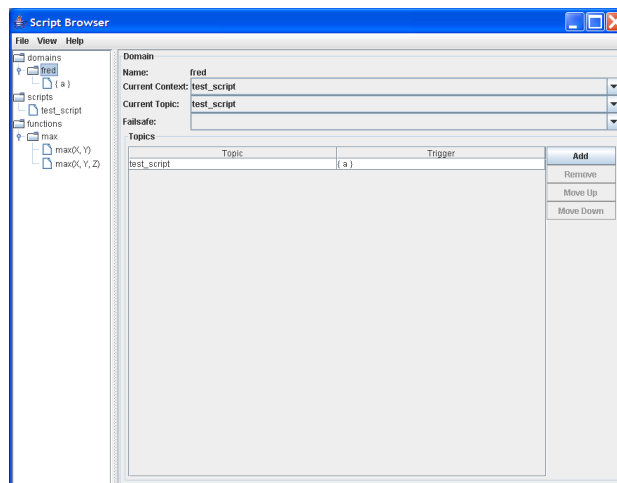 Script Browser
File View Help
domains
fred
{ a }
scripts
test_script
functions
max
max(X, Y)
max(X, Y, Z)
Domain
Name: fred
Current Context: test_script
Current Topic: test_script
Failsafe:
Topics
Topic Trigger
test_script { a }
Add
Remove
Move Up
Move Down